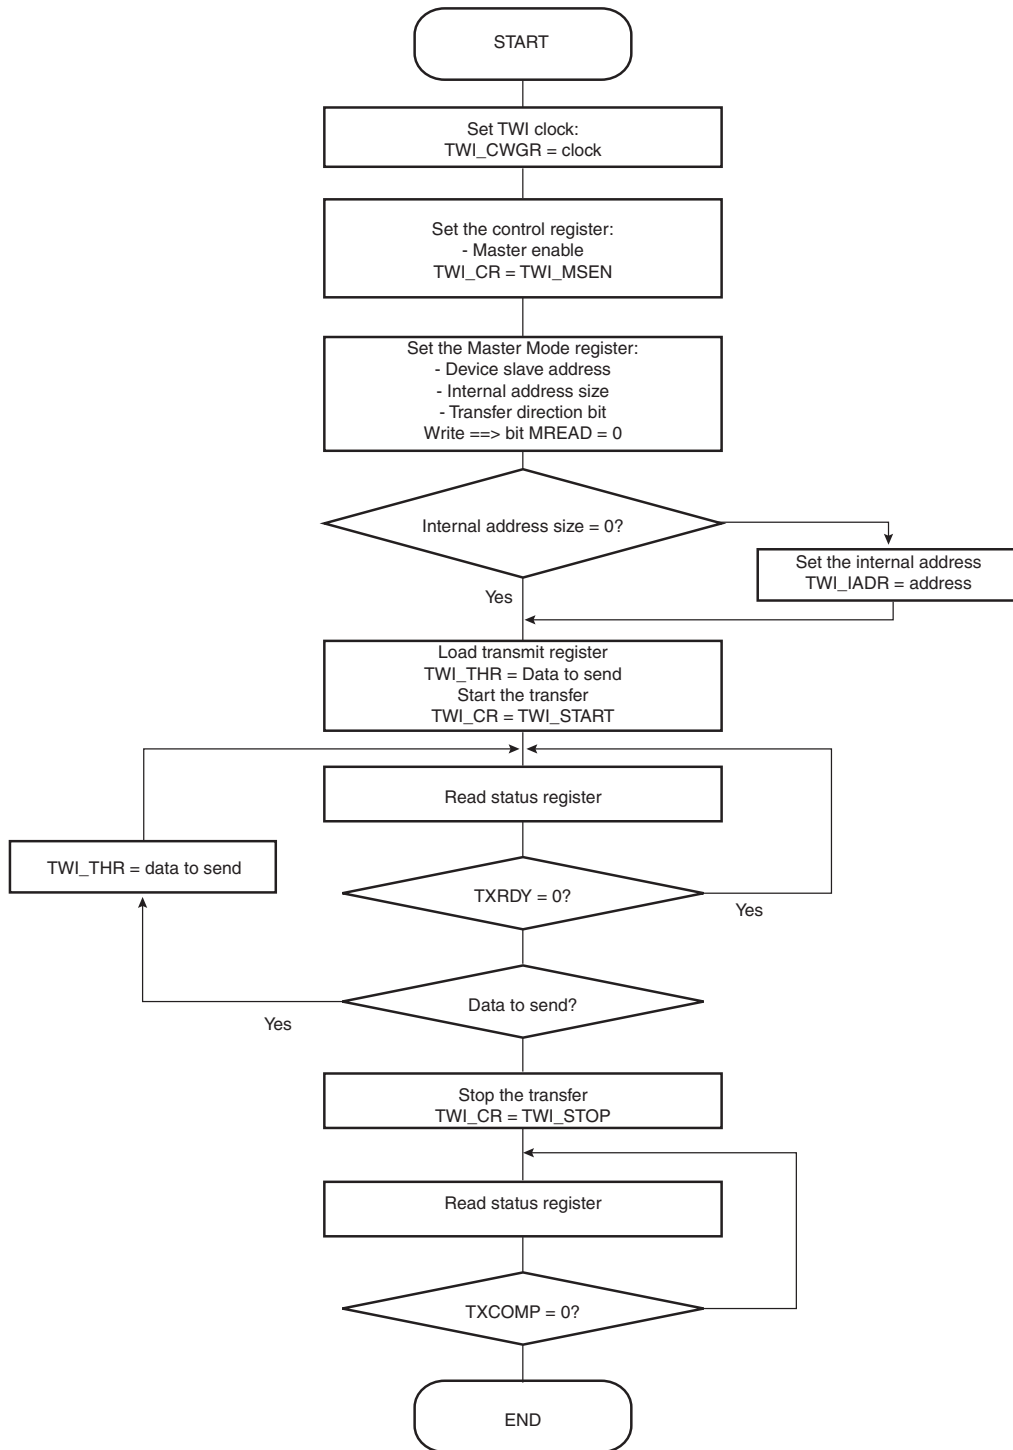 START
Set TWI clock:
TWI_CWGR = clock
Set the control register:
- Master enable
TWI_CR = TWI_MSEN
Set the Master Mode register:
- Device slave address
- Internal address size
- Transfer direction bit
Write ==> bit MREAD = 0
Internal address size = 0?
Set the internal address
TWI_IADR = address
Yes
Load transmit register
TWI_THR = Data to send
Start the transfer
TWI_CR = TWI_START
Read status register
TWI_THR = data to send
TXRDY = 0?
Yes
Data to send?
Yes
Stop the transfer
TWI_CR = TWI_STOP
Read status register
TXCOMP = 0?
END